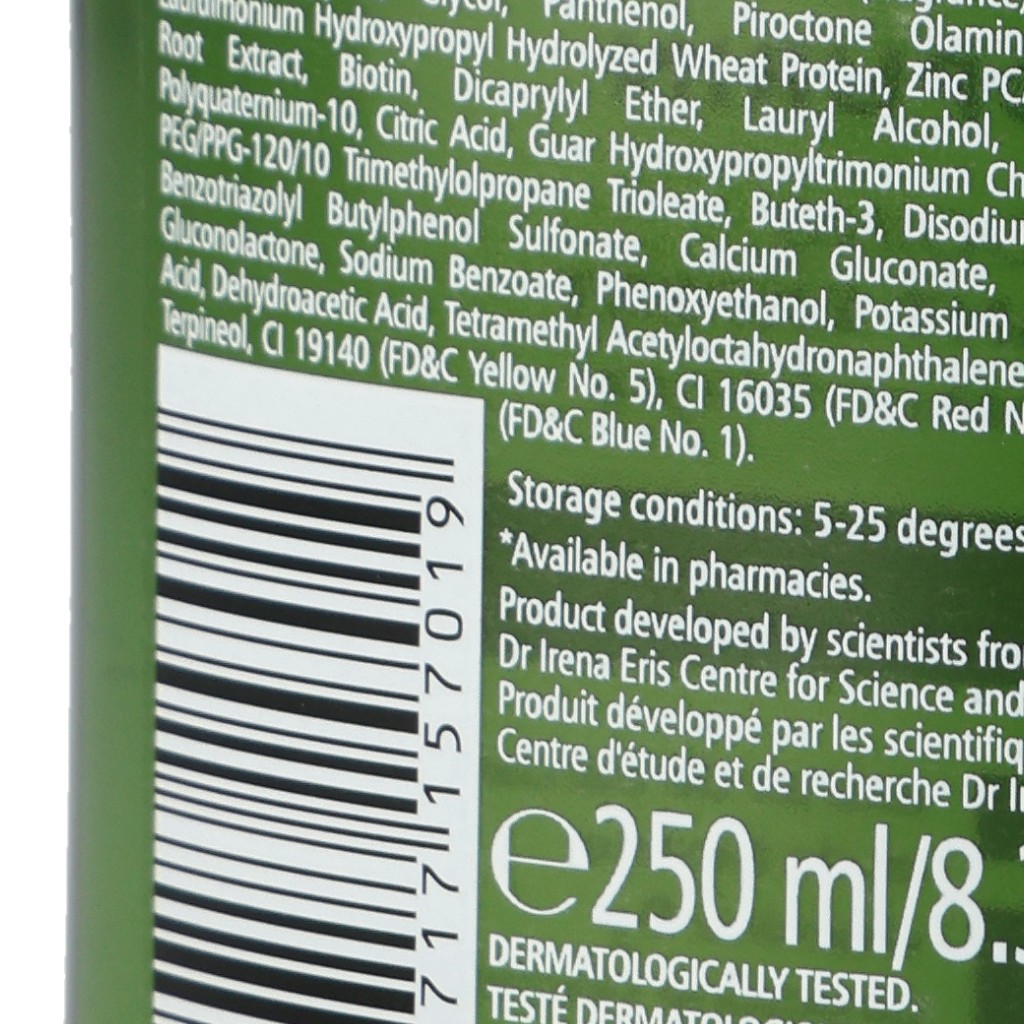 Glycol, Panthenol, Piroctone Olamin
Hydroxypropyl Hydrolyzed Wheat Protein, Zinc PC
Root Extract, Biotin, Dicaprylyl Ether, Lauryl Alcohol,
Polyquaternium-10, Citric Acid, Guar Hydroxypropyltrimonium Ch
PEG/PPG-120/10 Trimethylolpropane Trioleate, Buteth-3, Disodiu
Benzotriazolyl Butylphenol Sulfonate, Calcium Gluconate,
Gluconolactone, Sodium Benzoate, Phenoxyethanol, Potassium
Acid, Dehydroacetic Acid, Tetramethyl Acetyloctahydronaphthalene
Terpineol, CI 19140 (FD&C Yellow No. 5), CI 16035 (FD&C Red N
(FD&C Blue No. 1).
Storage conditions: 5-25 degrees
*Available in pharmacies.
Product developed by scientists fro
Dr Irena Eris Centre for Science and
Produit développé par les scientifiq
Centre d'étude et de recherche Dr I
e250 ml/8.
DERMATOLOGICALLY TESTED.
TESTÉ DERMATOLOGI
717157019